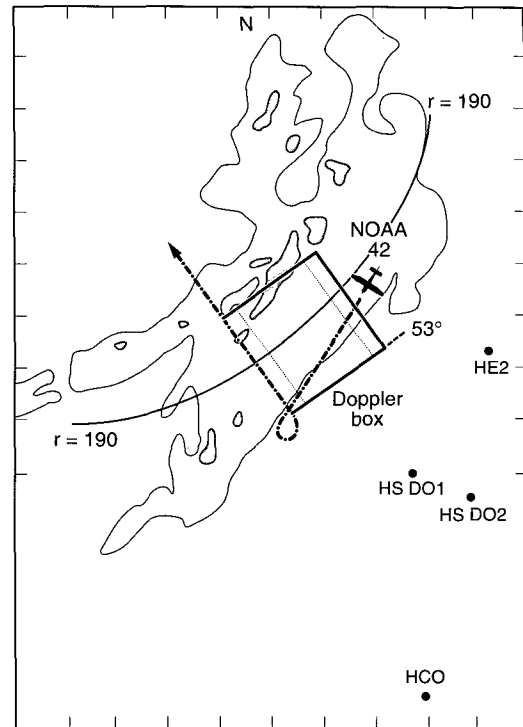 N
r = 190
NOAA
42
53°
HE2
Doppler
box
r = 190
HS DO1
HS DO2
HCO